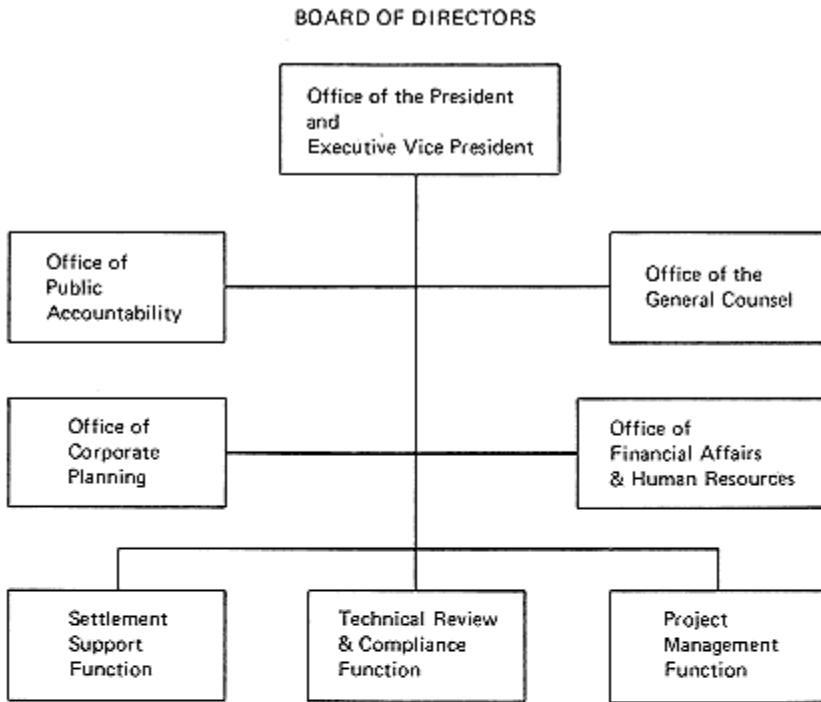 BOARD OF DIRECTORS
Office of the President
and
Executive Vice President
Office of
Public
Accountability
Office of the
General Counsel
Office of
Corporate
Planning
Office of
Financial Affairs
& Human Resources
Settlement
Support
Function
Technical Review
& Compliance
Function
Project
Management
Function